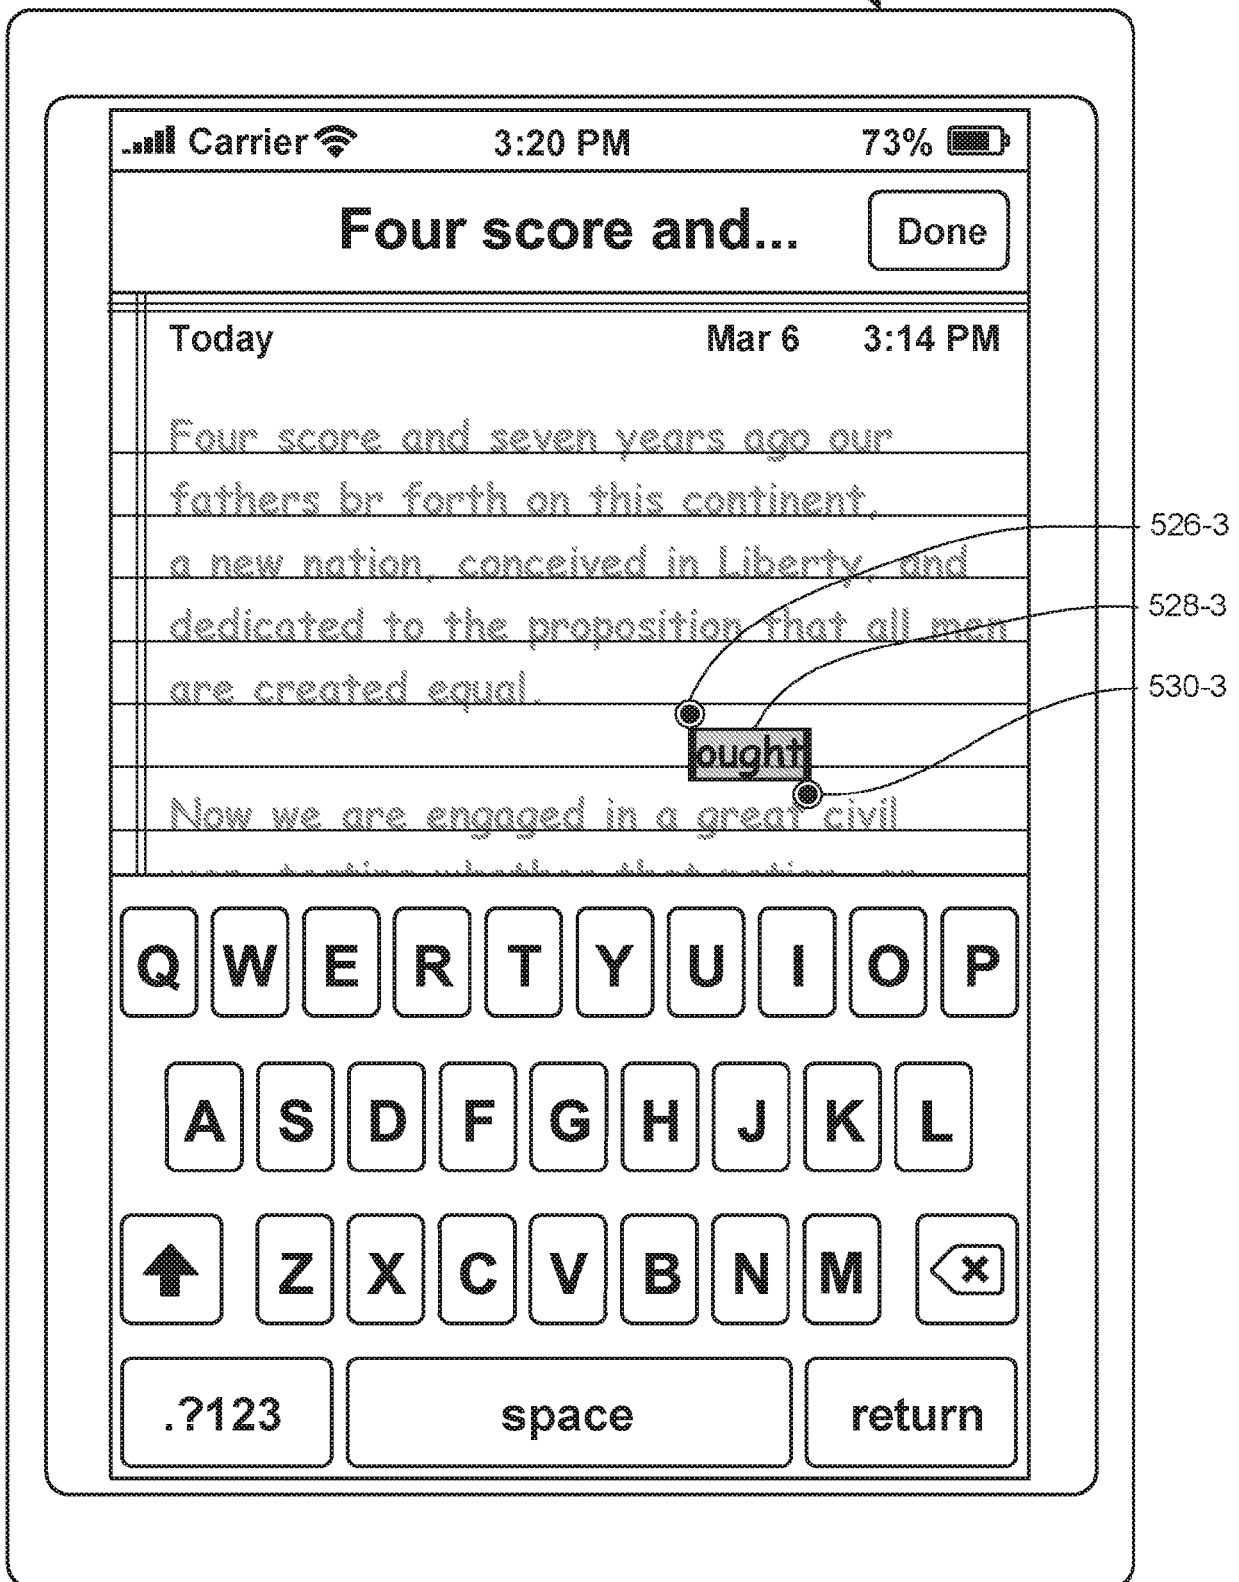 Carrier 3:20 PM 73%
Four score and... Done
Today Mar 6 3:14 PM
Four score and seven years ago our
fathers br forth on this continent,
526-3
a new nation, conceived in Liberty, and
528-3
dedicated to the proposition that all men
530-3
are created equal.
ought
Now we are engaged in a great civil
Q W E R T Y U I O P
A S D F G H J K L
Z X C V B N M
.?123 space return